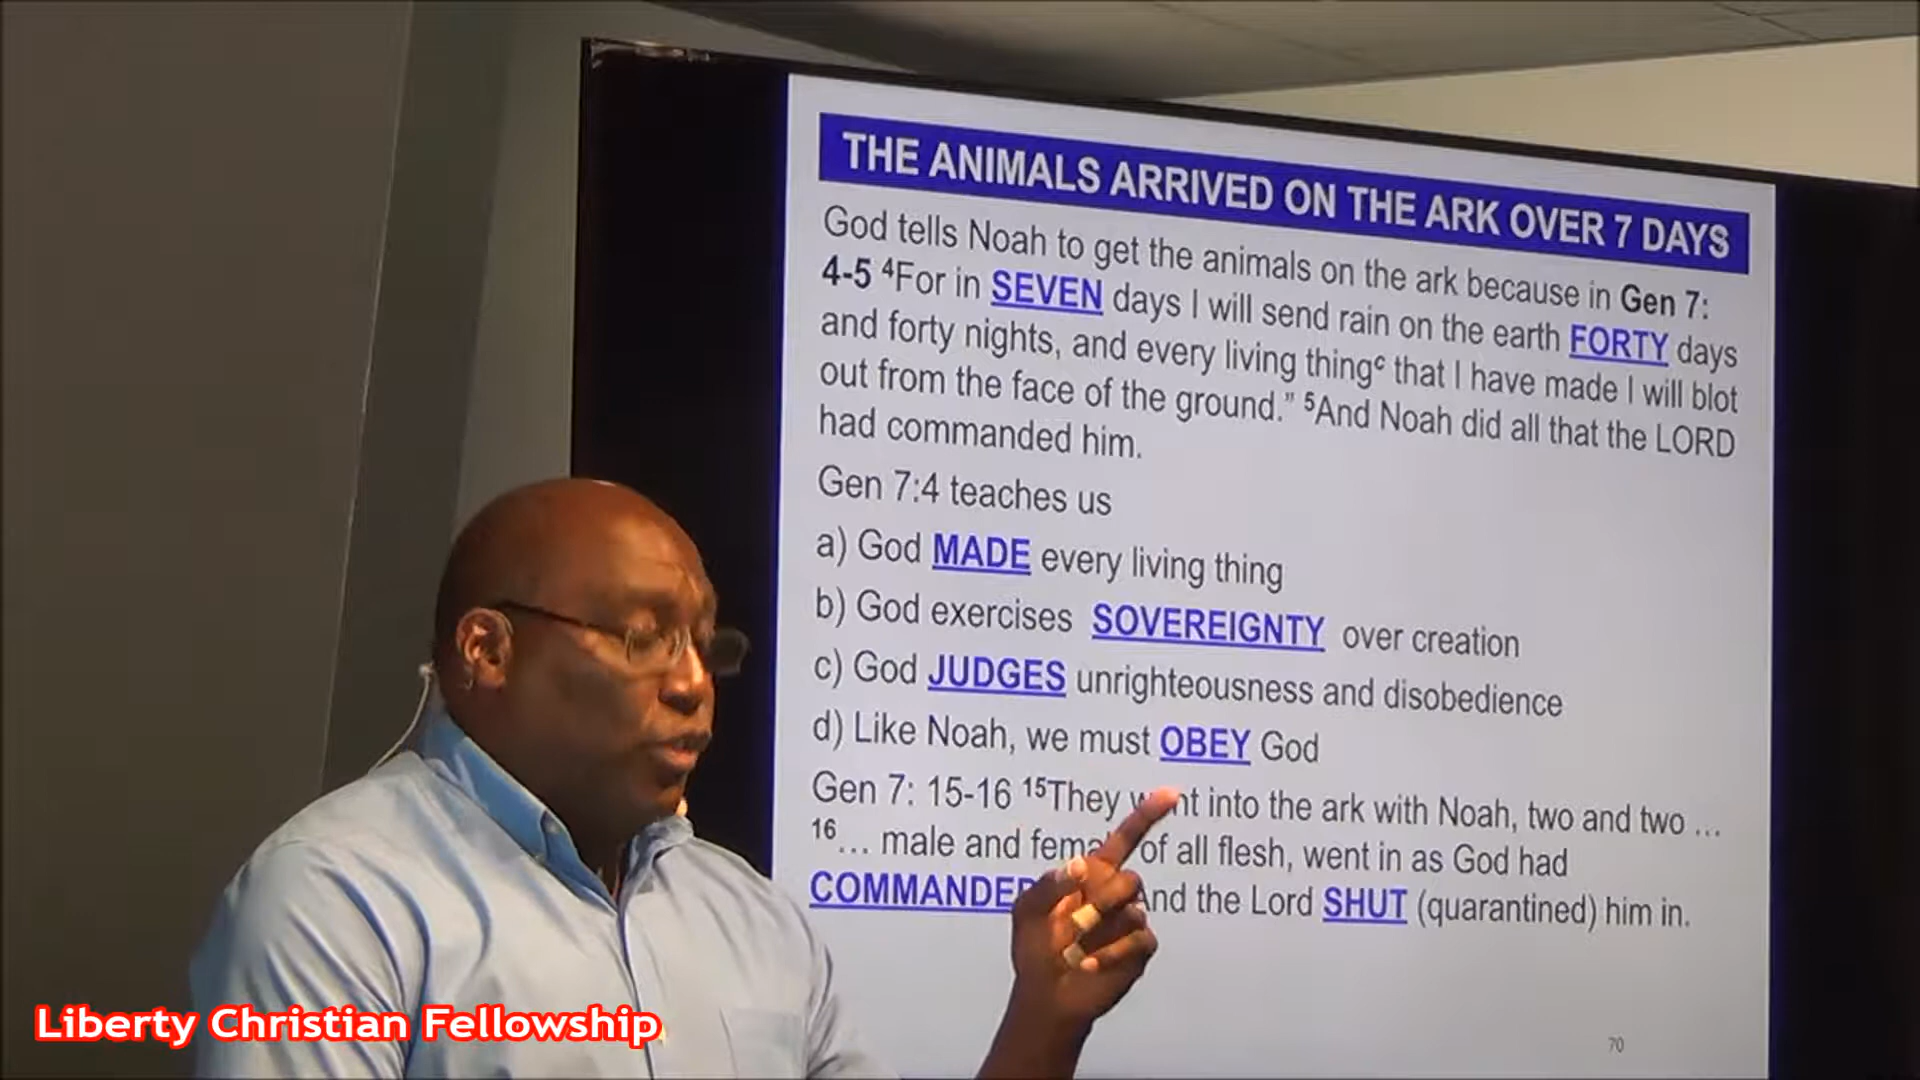 THE ANIMALS ARRIVED ON THE ARK OVER 7 DAYS
God tells Noah to get the animals on the ark because in Gen 7:
4-5 ⁴For in SEVEN days I will send rain on the earth FORTY days
and forty nights, and every living thingᶜ that I have made I will blot
out from the face of the ground.” ⁵And Noah did all that the LORD
had commanded him.
Gen 7:4 teaches us
a) God MADE every living thing
b) God exercises SOVEREIGNTY over creation
c) God JUDGES unrighteousness and disobedience
d) Like Noah, we must OBEY God
Gen 7: 15-16 ¹⁵They went into the ark with Noah, two and two ...
¹⁶... male and female of all flesh, went in as God had
COMMANDED And the Lord SHUT (quarantined) him in.
70
Liberty Christian Fellowship